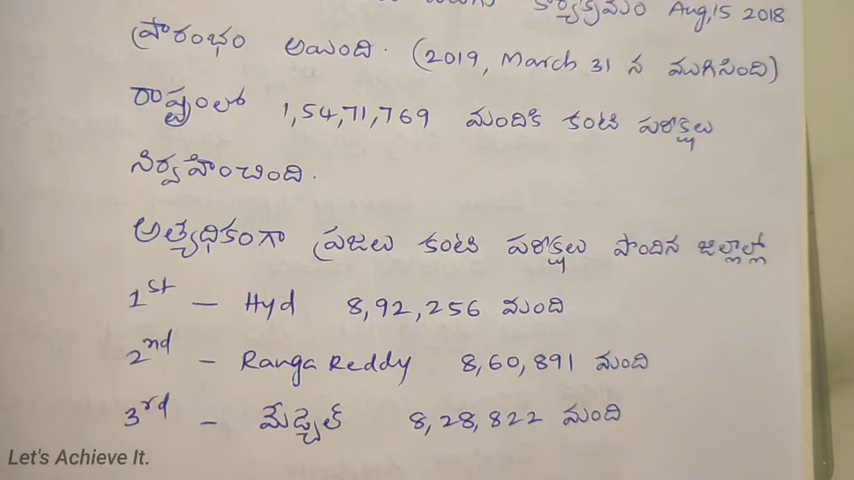 కార్యక్రమం Aug,15 2018
ప్రారంభం అయింది. (2019, March 31 న ముగిసింది)
రాష్ట్రంలో 1,54,71,769 మందికి కంటి పరీక్షలు
నిర్వహించింది.
అత్యధికంగా ప్రజలు కంటి పరీక్షలు పొందిన జిల్లాల్లో
1st - Hyd 8,92,256 మంది
2nd - Ranga Reddy 8,60,891 మంది
3rd - మేడ్చల్ 8,28,822 మంది
Let's Achieve It.